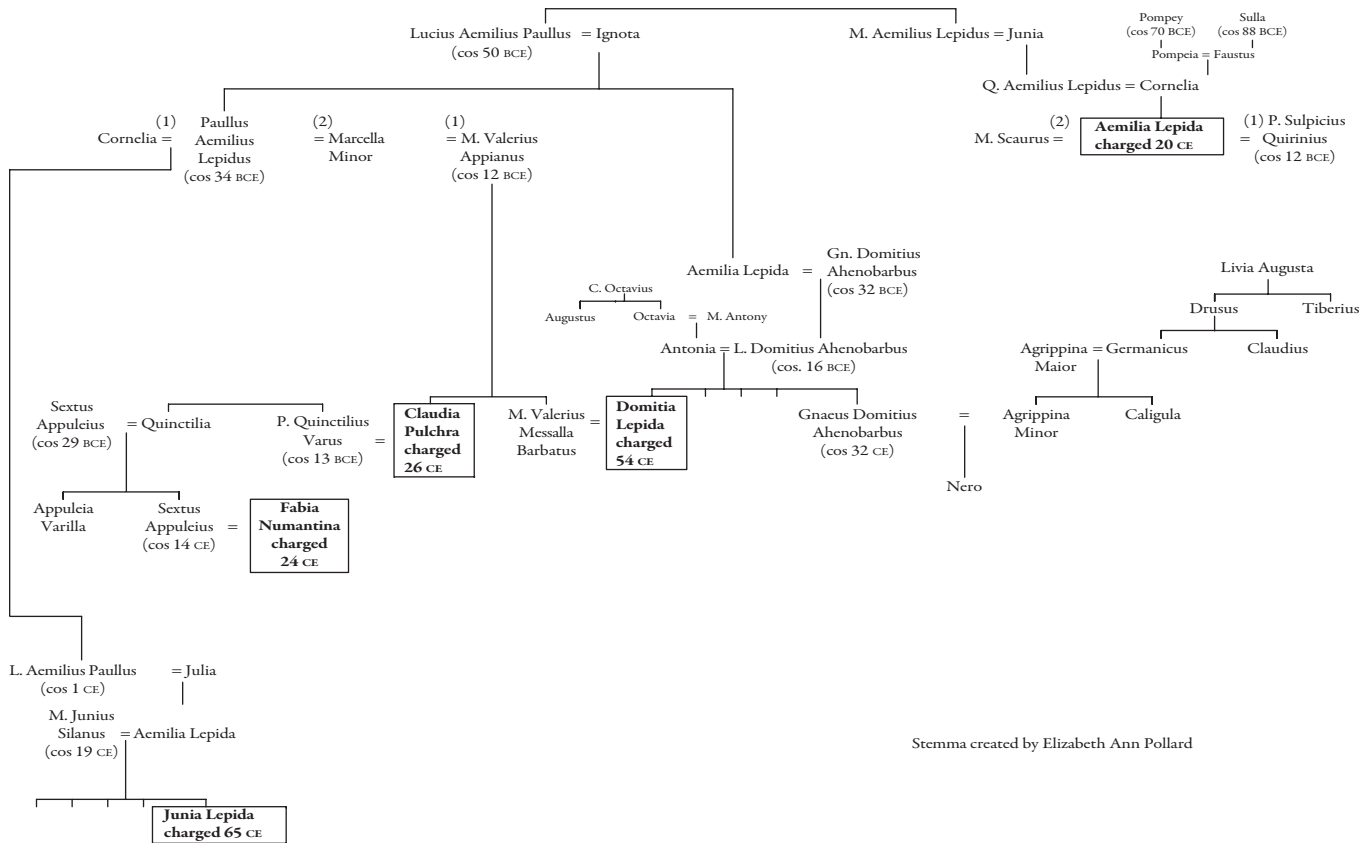 Pompey
(cos 70 BCE)
Sulla
(cos 88 BCE)
Lucius Aemilius Paullus = Ignota
(cos 50 BCE)
M. Aemilius Lepidus = Junia
Pompeia = Faustus
Q. Aemilius Lepidus = Cornelia
(1)
Cornelia =
Paullus
Aemilius
Lepidus
(cos 34 BCE)
(2)
= Marcella
Minor
(1)
= M. Valerius
Appianus
(cos 12 BCE)
(2)
M. Scaurus =
Aemilia Lepida
charged 20 CE
(1) P. Sulpicius
= Quirinius
(cos 12 BCE)
Aemilia Lepida =
Gn. Domitius
Ahenobarbus
(cos 32 BCE)
Livia Augusta
C. Octavius
Augustus Octavia = M. Antony
Drusus Tiberius
Antonia = L. Domitius Ahenobarbus
(cos. 16 BCE)
Agrippina = Germanicus
Maior
Claudius
Sextus
Appuleius = Quinctilia
(cos 29 BCE)
P. Quinctilius
Varus =
(cos 13 BCE)
Claudia
Pulchra
charged
26 CE
M. Valerius
Messalla =
Barbatus
Domitia
Lepida
charged
54 CE
Gnaeus Domitius
Ahenobarbus
(cos 32 CE)
=
Agrippina
Minor
Caligula
Nero
Appuleia
Varilla
Sextus
Appuleius =
(cos 14 CE)
Fabia
Numantina
charged
24 CE
L. Aemilius Paullus = Julia
(cos 1 CE)
M. Junius
Silanus = Aemilia Lepida
(cos 19 CE)
Stemma created by Elizabeth Ann Pollard
Junia Lepida
charged 65 CE